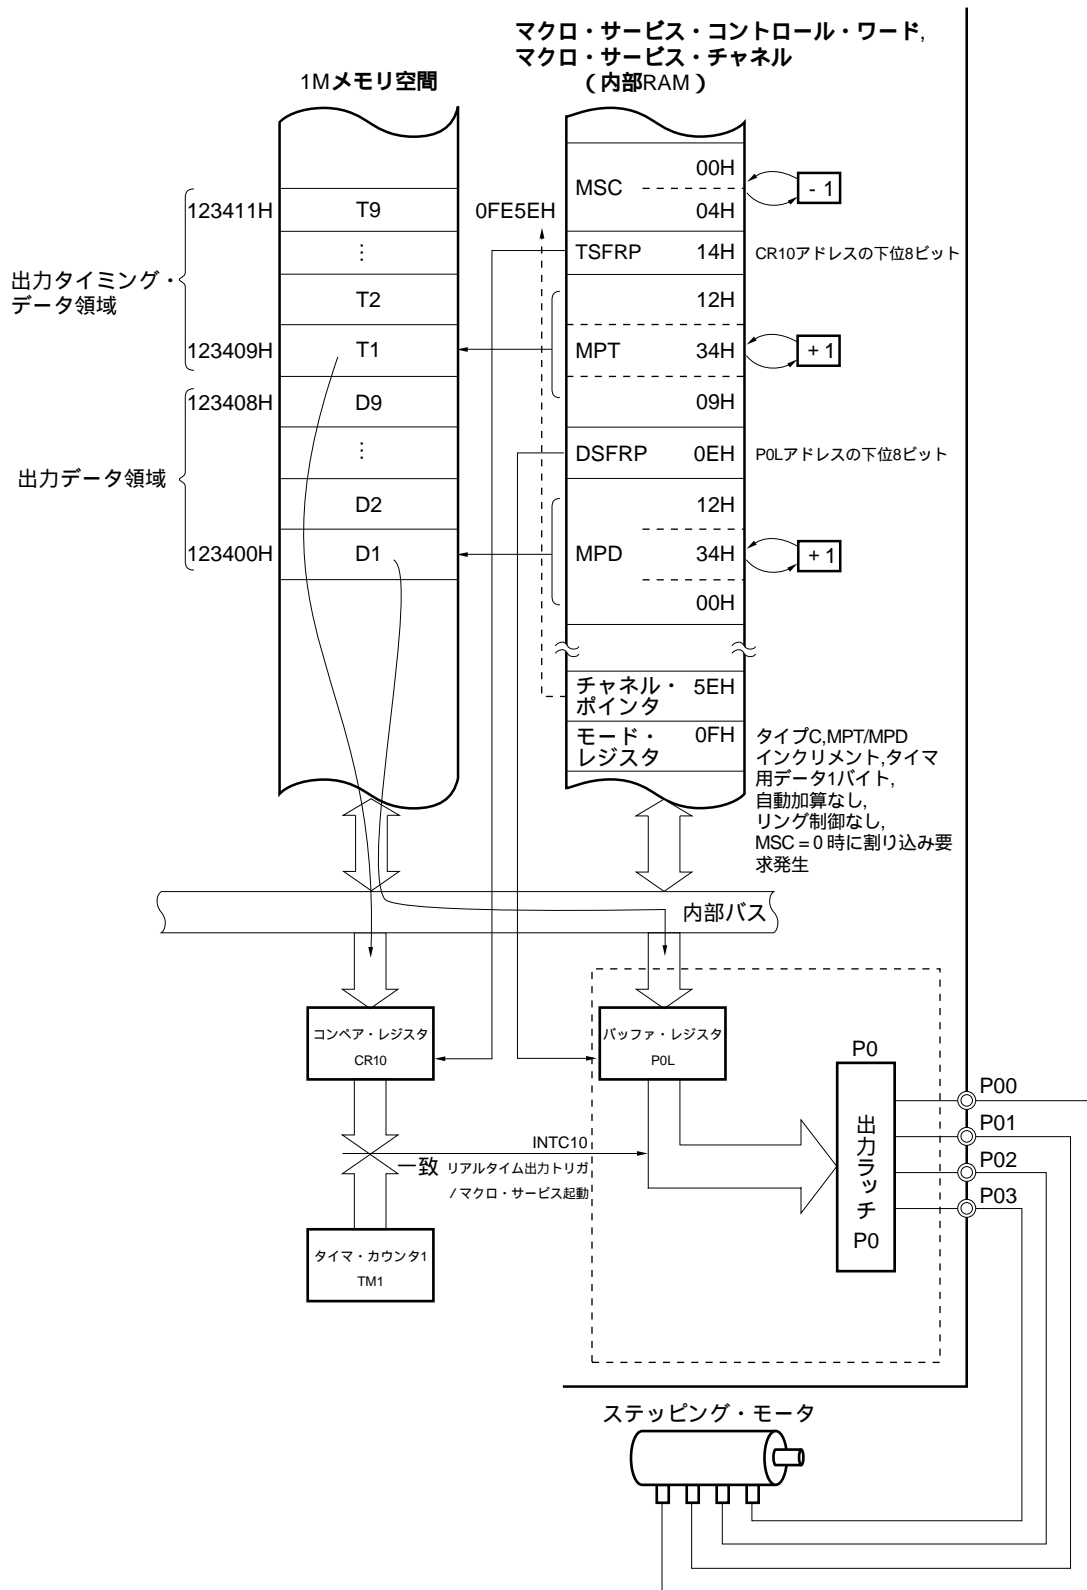 マクロ・サービス・コントロール・ワード,
マクロ・サービス・チャネル
(内部RAM)
1Mメモリ空間
MSC
00H
04H
- 1
123411H
T9
0FE5EH
TSFRP
14H
CR10アドレスの下位8ビット
⋮
出力タイミング・
データ領域
T2
12H
123409H
T1
MPT
34H
+ 1
123408H
D9
09H
⋮
DSFRP
0EH
P0Lアドレスの下位8ビット
出力データ領域
D2
12H
123400H
D1
MPD
34H
+ 1
00H
チャネル・
ポインタ
5EH
モード・
レジスタ
0FH
タイプC,MPT/MPD
インクリメント,タイマ
用データ1バイト,
自動加算なし,
リング制御なし,
MSC = 0 時に割り込み要
求発生
内部バス
コンペア・レジスタ
CR10
バッファ・レジスタ
P0L
P0
P00
P01
P02
P03
出力ラッチ
P0
INTC10
一致
リアルタイム出力トリガ
/マクロ・サービス起動
タイマ・カウンタ1
TM1
ステッピング・モータ